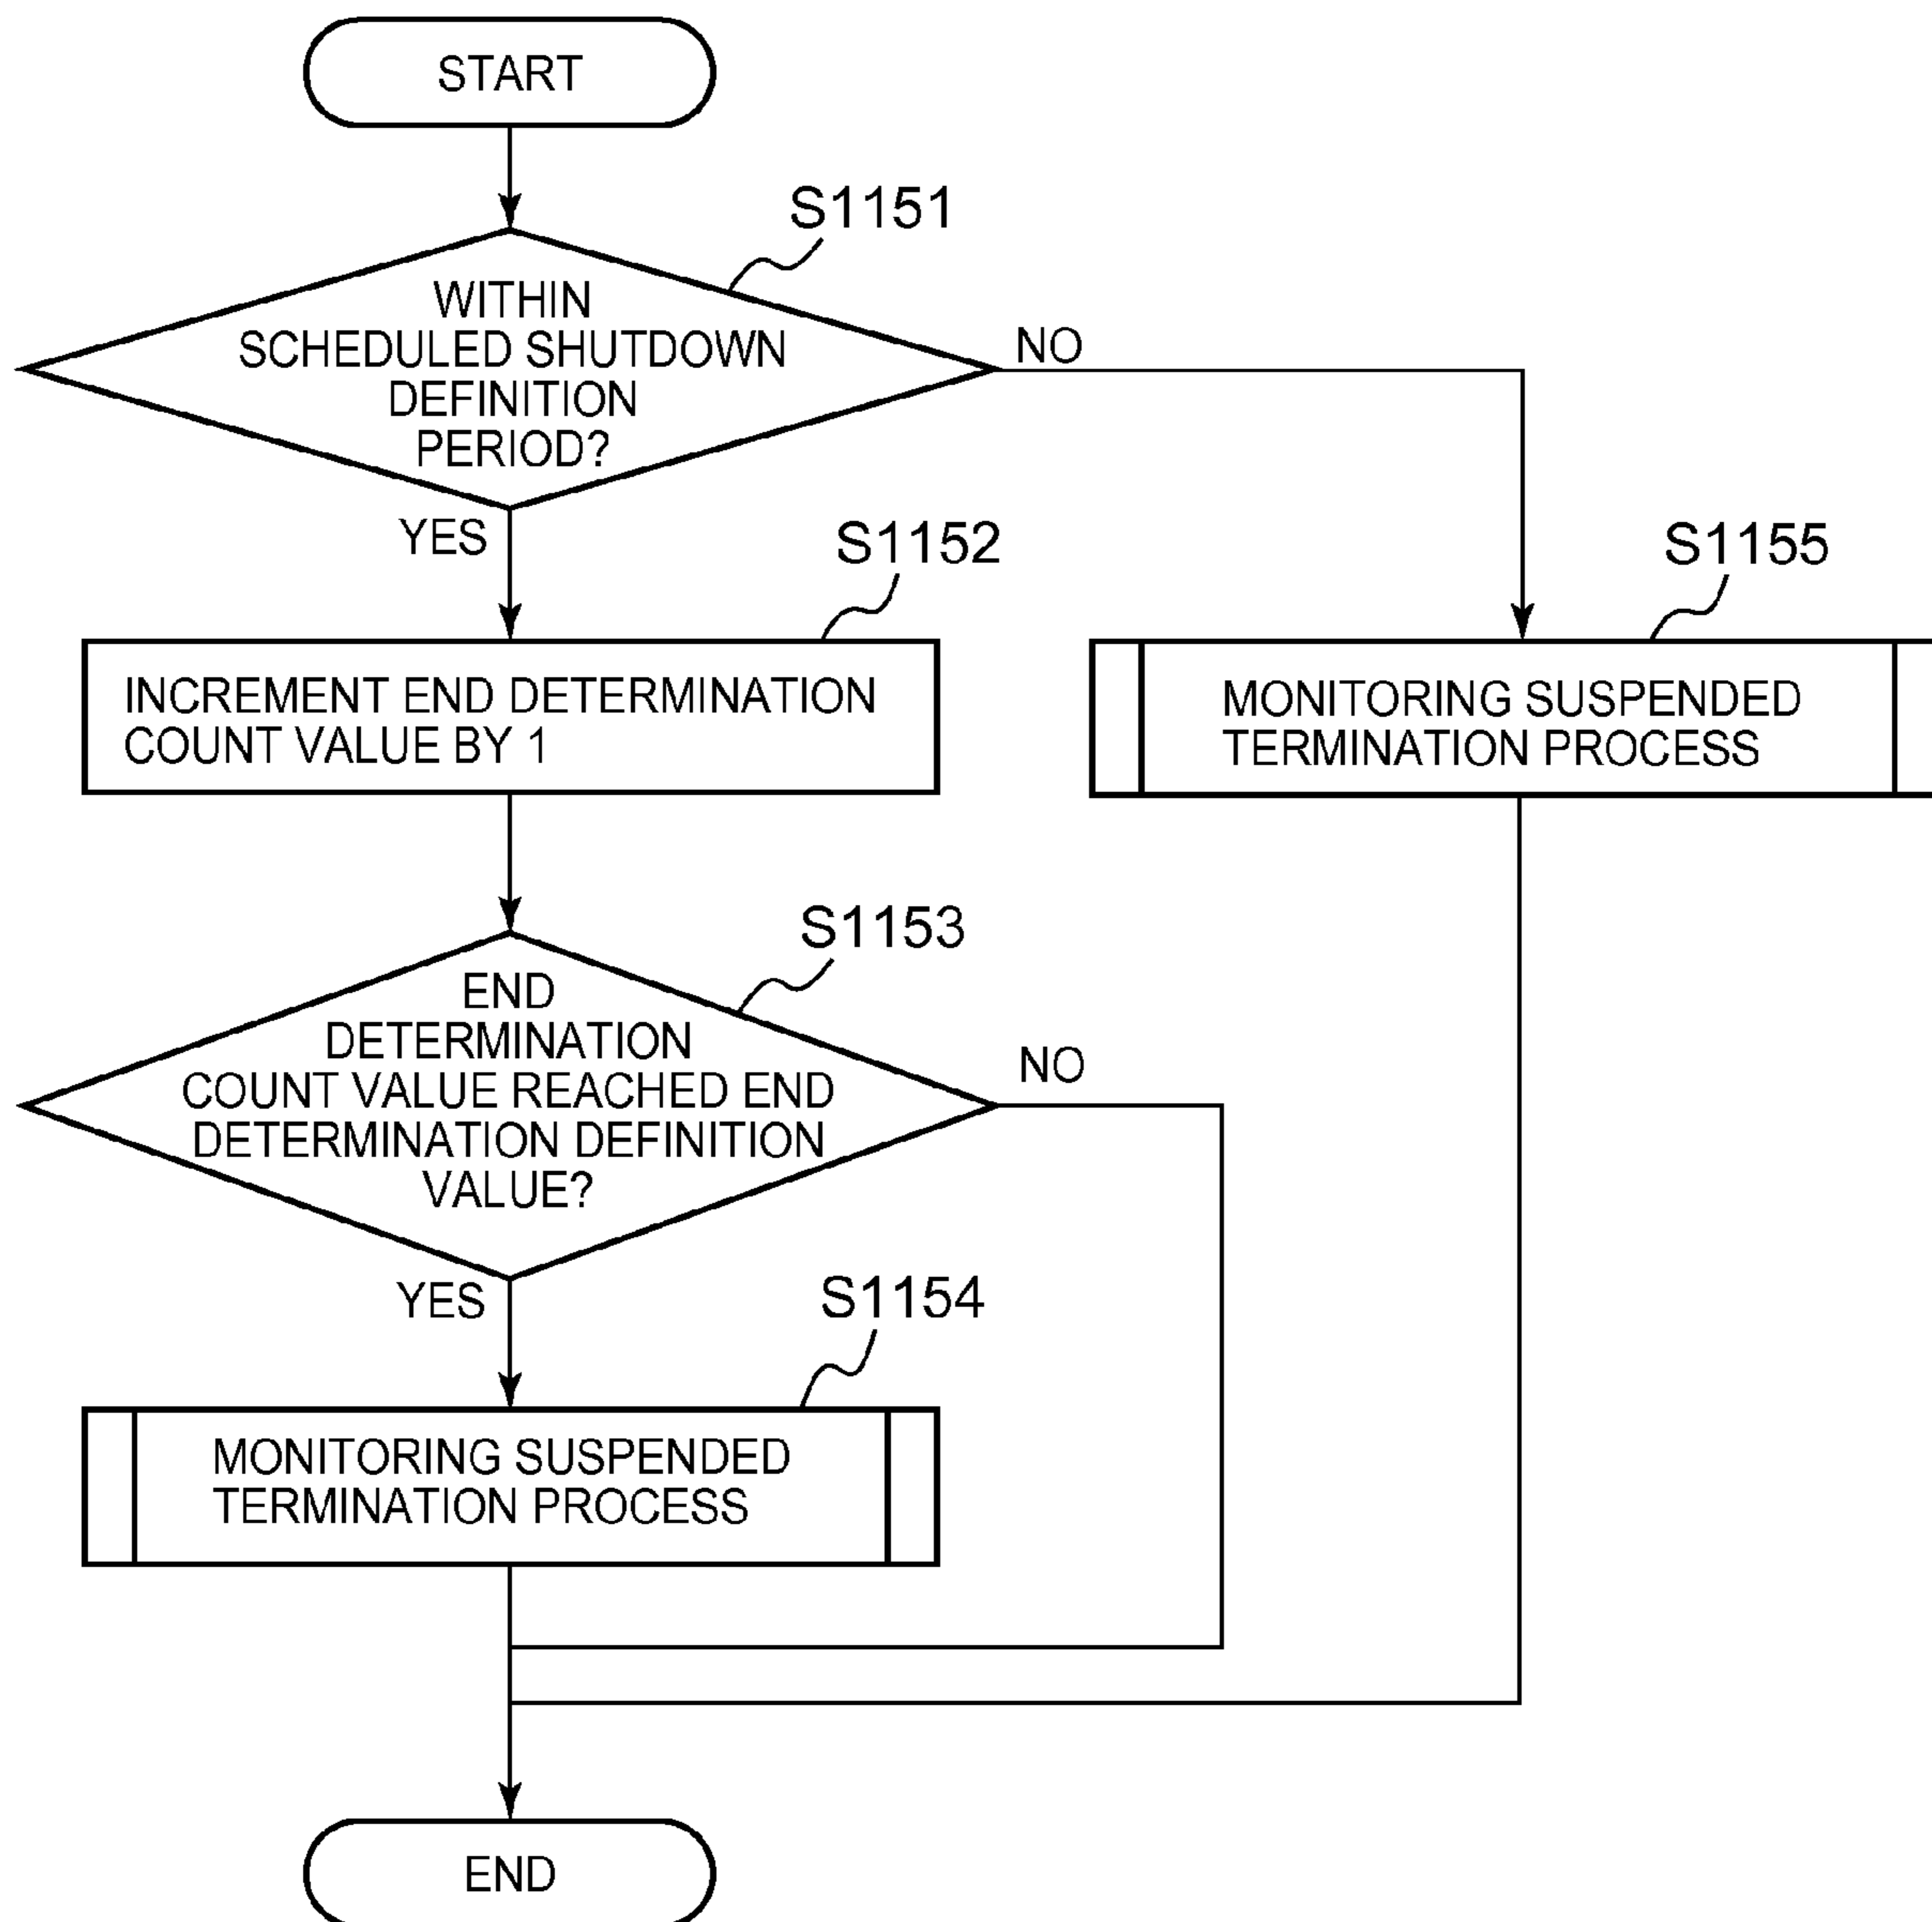 START
S1151
WITHIN
SCHEDULED SHUTDOWN
DEFINITION
PERIOD?
NO
YES
S1152
S1155
INCREMENT END DETERMINATION
COUNT VALUE BY 1
MONITORING SUSPENDED
TERMINATION PROCESS
S1153
END
DETERMINATION
COUNT VALUE REACHED END
DETERMINATION DEFINITION
VALUE?
NO
YES
S1154
MONITORING SUSPENDED
TERMINATION PROCESS
END